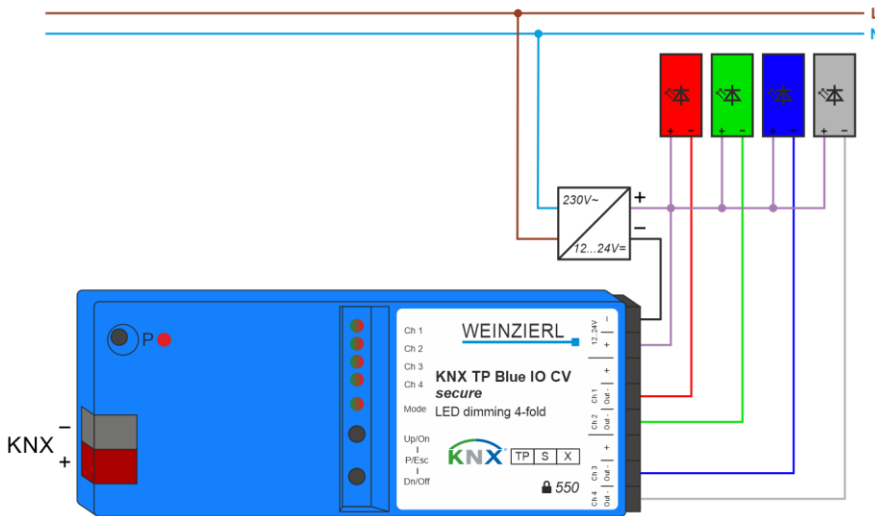 L
N
+ −
+ −
+ −
+ −
230V~
+
−
12...24V=
P
Ch 1
Ch 2
Ch 3
Ch 4
Mode
Up/On
I
P/Esc
I
Dn/Off
WEINZIERL
KNX TP Blue IO CV
secure
LED dimming 4-fold
KNX
TP S X
550
12..24V
−
+
+
Ch 1 Out -
Ch 2 Out -
+
Ch 3 Out -
Ch 4 Out -
KNX
−
+